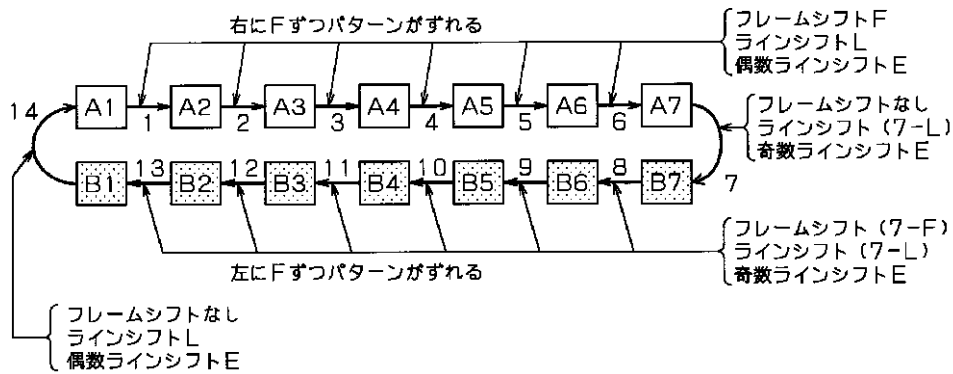 右にFずつパターンがずれる
フレームシフトF
ラインシフトL
偶数ラインシフトE
14
A1
A2
A3
A4
A5
A6
A7
1
2
3
4
5
6
フレームシフトなし
ラインシフト (7-L)
奇数ラインシフトE
7
13
12
11
10
9
8
B1
B2
B3
B4
B5
B6
B7
左にFずつパターンがずれる
フレームシフト (7-F)
ラインシフト (7-L)
奇数ラインシフトE
フレームシフトなし
ラインシフトL
偶数ラインシフトE